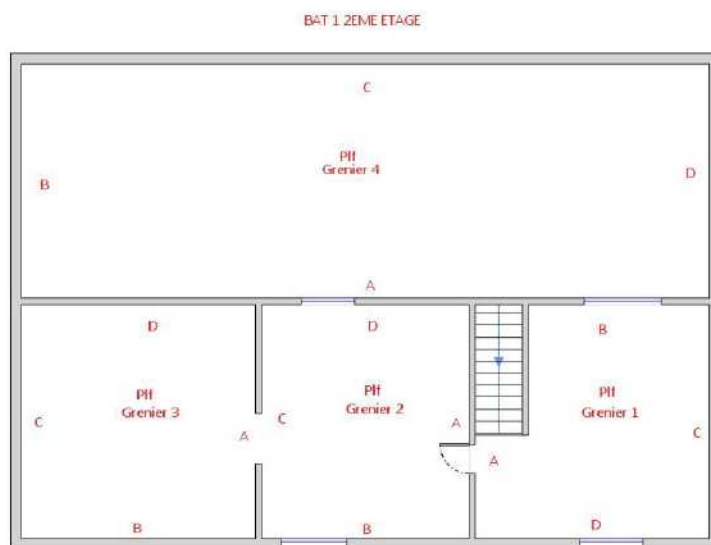 BAT 1 2EME ETAGE
C
Plf
Grenier 4
B
D
A
D
D
B
Plf
Grenier 3
Plf
Grenier 2
Plf
Grenier 1
C
A
C
A
A
C
B
B
D